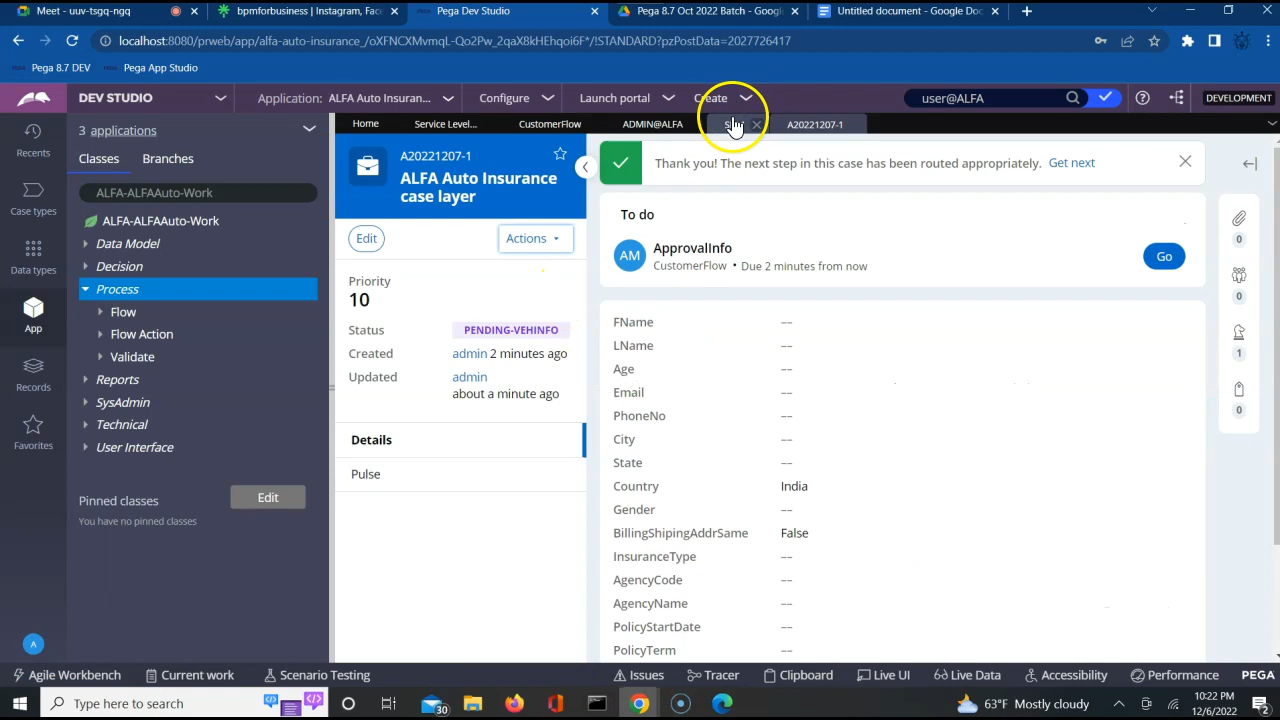 Meet - uuv-tsgq-ngq
bpmforbusiness | Instagram, Fac
Pega Dev Studio
Pega 8.7 Oct 2022 Batch - Googl
Untitled document - Google Doc
localhost:8080/prweb/app/alfa-auto-insurance_/oXFNCXMvmqL-Qo2Pw_2qaX8kHEhqoi6F*/!STANDARD?pzPostData=2027726417
Pega 8.7 DEV
Pega App Studio
DEV STUDIO
Application: ALFA Auto Insuran...
Configure
Launch portal
Create
user@ALFA
DEVELOPMENT
Recents
Case types
Data types
App
Records
Favorites
A
3 applications
Classes
Branches
ALFA-ALFAAuto-Work
ALFA-ALFAAuto-Work
Data Model
Decision
Process
Flow
Flow Action
Validate
Reports
SysAdmin
Technical
User Interface
Pinned classes
Edit
You have no pinned classes
Home
Service Level...
CustomerFlow
ADMIN@ALFA
A20221207-1
A20221207-1
ALFA Auto Insurance
case layer
Edit
Actions
Priority
10
Status PENDING-VEHINFO
Created admin 2 minutes ago
Updated admin
about a minute ago
Details
Pulse
Thank you! The next step in this case has been routed appropriately. Get next
To do
AM
ApprovalInfo
CustomerFlow • Due 2 minutes from now
Go
FName --
LName --
Age --
Email --
PhoneNo --
City --
State --
Country India
Gender --
BillingShipingAddrSame False
InsuranceType --
AgencyCode --
AgencyName --
PolicyStartDate --
PolicyTerm --
0
0
1
0
Agile Workbench
Current work
Scenario Testing
Issues
Tracer
Clipboard
Live UI
Live Data
Accessibility
Performance
PEGA
Type here to search
30
63°F Mostly cloudy
10:22 PM
12/6/2022
2